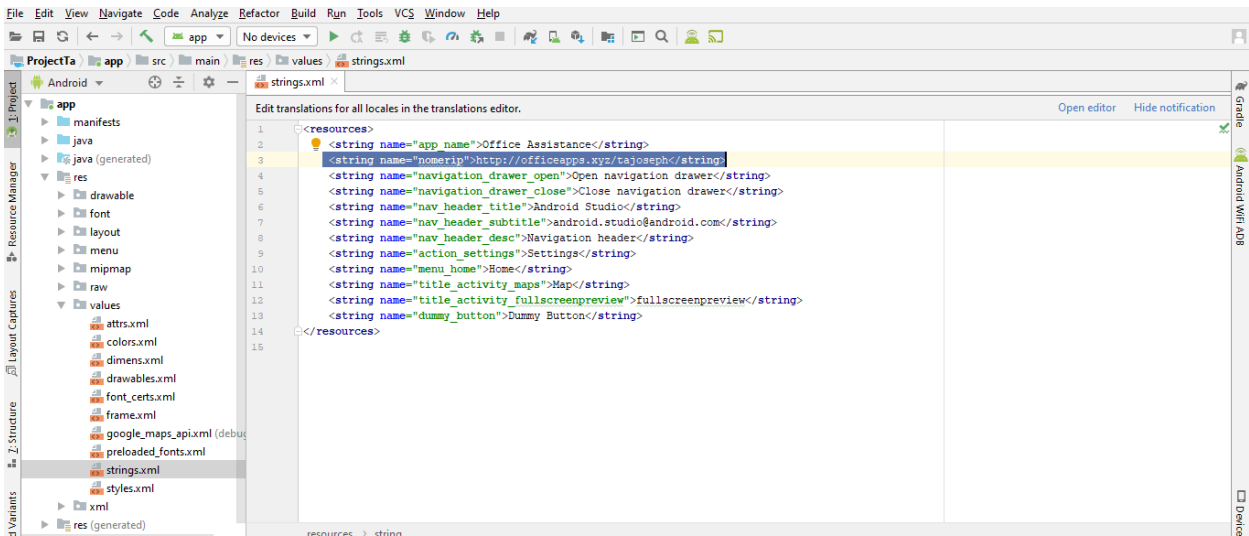 File Edit View Navigate Code Analyze Refactor Build Run Tools VCS Window Help
app No devices
ProjectTa app src main res values strings.xml
1: Project
Resource Manager
Layout Captures
7: Structure
Android
app
manifests
java
java (generated)
res
drawable
font
layout
menu
mipmap
raw
values
attrs.xml
colors.xml
dimens.xml
drawables.xml
font_certs.xml
frame.xml
google_maps_api.xml (debug
preloaded_fonts.xml
strings.xml
styles.xml
xml
res (generated)
strings.xml
Edit translations for all locales in the translations editor. Open editor Hide notification
1 <resources>
2 <string name="app_name">Office Assistance</string>
3 <string name="nomerip">http://officeapps.xyz/tajoseph</string>
4 <string name="navigation_drawer_open">Open navigation drawer</string>
5 <string name="navigation_drawer_close">Close navigation drawer</string>
6 <string name="nav_header_title">Android Studio</string>
7 <string name="nav_header_subtitle">android.studio@android.com</string>
8 <string name="nav_header_desc">Navigation header</string>
9 <string name="action_settings">Settings</string>
10 <string name="menu_home">Home</string>
11 <string name="title_activity_maps">Map</string>
12 <string name="title_activity_fullscreenpreview">fullscreenpreview</string>
13 <string name="dummy_button">Dummy Button</string>
14 </resources>
15
resources > string
Gradle
Android WiFi ADB
Device